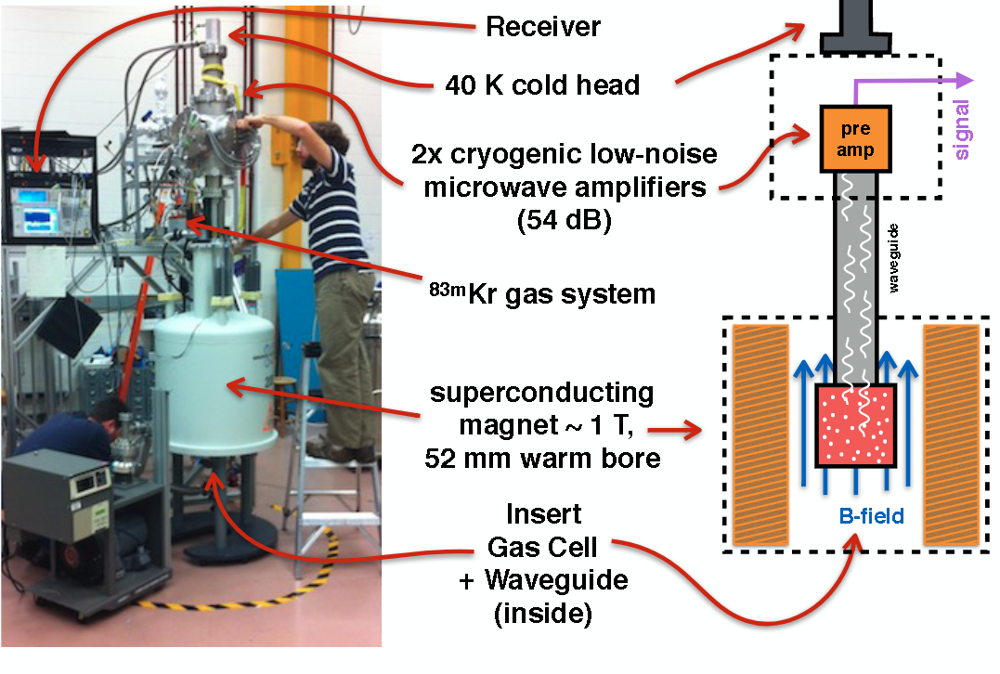 Receiver
40 K cold head
2x cryogenic low-noise
microwave amplifiers
(54 dB)
83mKr gas system
superconducting
magnet ~ 1 T,
52 mm warm bore
Insert
Gas Cell
+ Waveguide
(inside)
pre
amp
signal
waveguide
B-field